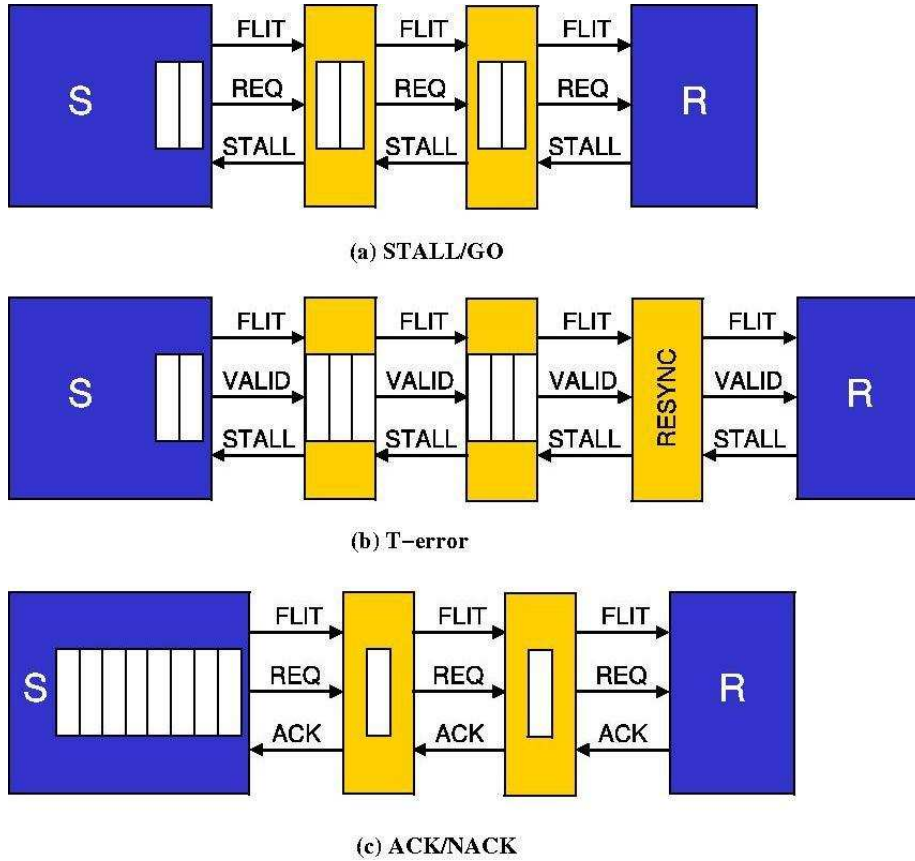 FLIT FLIT FLIT
S REQ REQ REQ R
STALL STALL STALL
(a) STALL/GO
FLIT FLIT FLIT FLIT
S VALID VALID VALID RESYNC VALID R
STALL STALL STALL STALL
(b) T-error
FLIT FLIT FLIT
S REQ REQ REQ R
ACK ACK ACK
(c) ACK/NACK